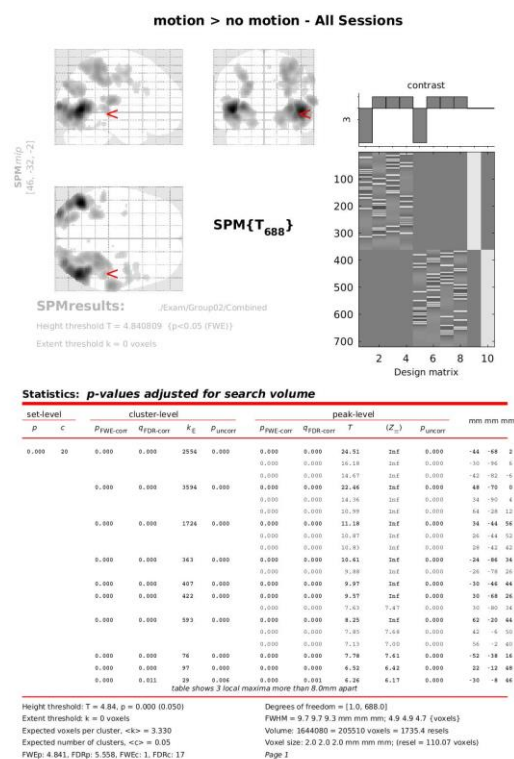 motion > no motion - All Sessions
contrast
3
SPMmip
[46, -32, -2]
<
<
<
SPM{T688}
SPMresults: ./Exam/Group02/Combined
Height threshold T = 4.840809 {p<0.05 (FWE)}
Extent threshold k = 0 voxels
100
200
300
400
500
600
700
2 4 6 8 10
Design matrix
Statistics: p-values adjusted for search volume
set-level cluster-level peak-level mm mm mm
p c pFWE-corr qFDR-corr kE puncorr pFWE-corr qFDR-corr T (Z≡) puncorr
0.000 20 0.000 0.000 2556 0.000 0.000 0.000 24.51 Inf 0.000 -44 -68 2
0.000 0.000 16.18 Inf 0.000 -30 -96 6
0.000 0.000 14.67 Inf 0.000 -42 -82 -6
0.000 0.000 3594 0.000 0.000 0.000 22.46 Inf 0.000 48 -70 0
0.000 0.000 14.36 Inf 0.000 34 -90 4
0.000 0.000 10.99 Inf 0.000 64 -28 12
0.000 0.000 1724 0.000 0.000 0.000 11.18 Inf 0.000 34 -44 56
0.000 0.000 10.87 Inf 0.000 26 -44 52
0.000 0.000 10.83 Inf 0.000 28 -42 42
0.000 0.000 363 0.000 0.000 0.000 10.61 Inf 0.000 -24 -86 34
0.000 0.000 9.88 Inf 0.000 -26 -78 26
0.000 0.000 407 0.000 0.000 0.000 9.97 Inf 0.000 -30 -46 46
0.000 0.000 422 0.000 0.000 0.000 9.57 Inf 0.000 30 -68 26
0.000 0.000 7.63 7.47 0.000 30 -80 34
0.000 0.000 593 0.000 0.000 0.000 8.25 Inf 0.000 62 -20 44
0.000 0.000 7.85 7.68 0.000 42 -6 50
0.000 0.000 7.13 7.00 0.000 56 -2 40
0.000 0.000 76 0.000 0.000 0.000 7.78 7.61 0.000 -52 -38 16
0.000 0.000 97 0.000 0.000 0.000 6.52 6.42 0.000 22 -12 48
0.000 0.011 29 0.006 0.000 0.001 6.26 6.17 0.000 -30 -8 46
table shows 3 local maxima more than 8.0mm apart
Height threshold: T = 4.84, p = 0.000 (0.050)
Extent threshold: k = 0 voxels
Expected voxels per cluster, <k> = 3.330
Expected number of clusters, <c> = 0.05
FWEp: 4.841, FDRp: 5.558, FWEc: 1, FDRc: 17
Degrees of freedom = [1.0, 688.0]
FWHM = 9.7 9.7 9.3 mm mm mm; 4.9 4.9 4.7 {voxels}
Volume: 1644080 = 205510 voxels = 1735.4 resels
Voxel size: 2.0 2.0 2.0 mm mm mm; (resel = 110.07 voxels)
Page 1